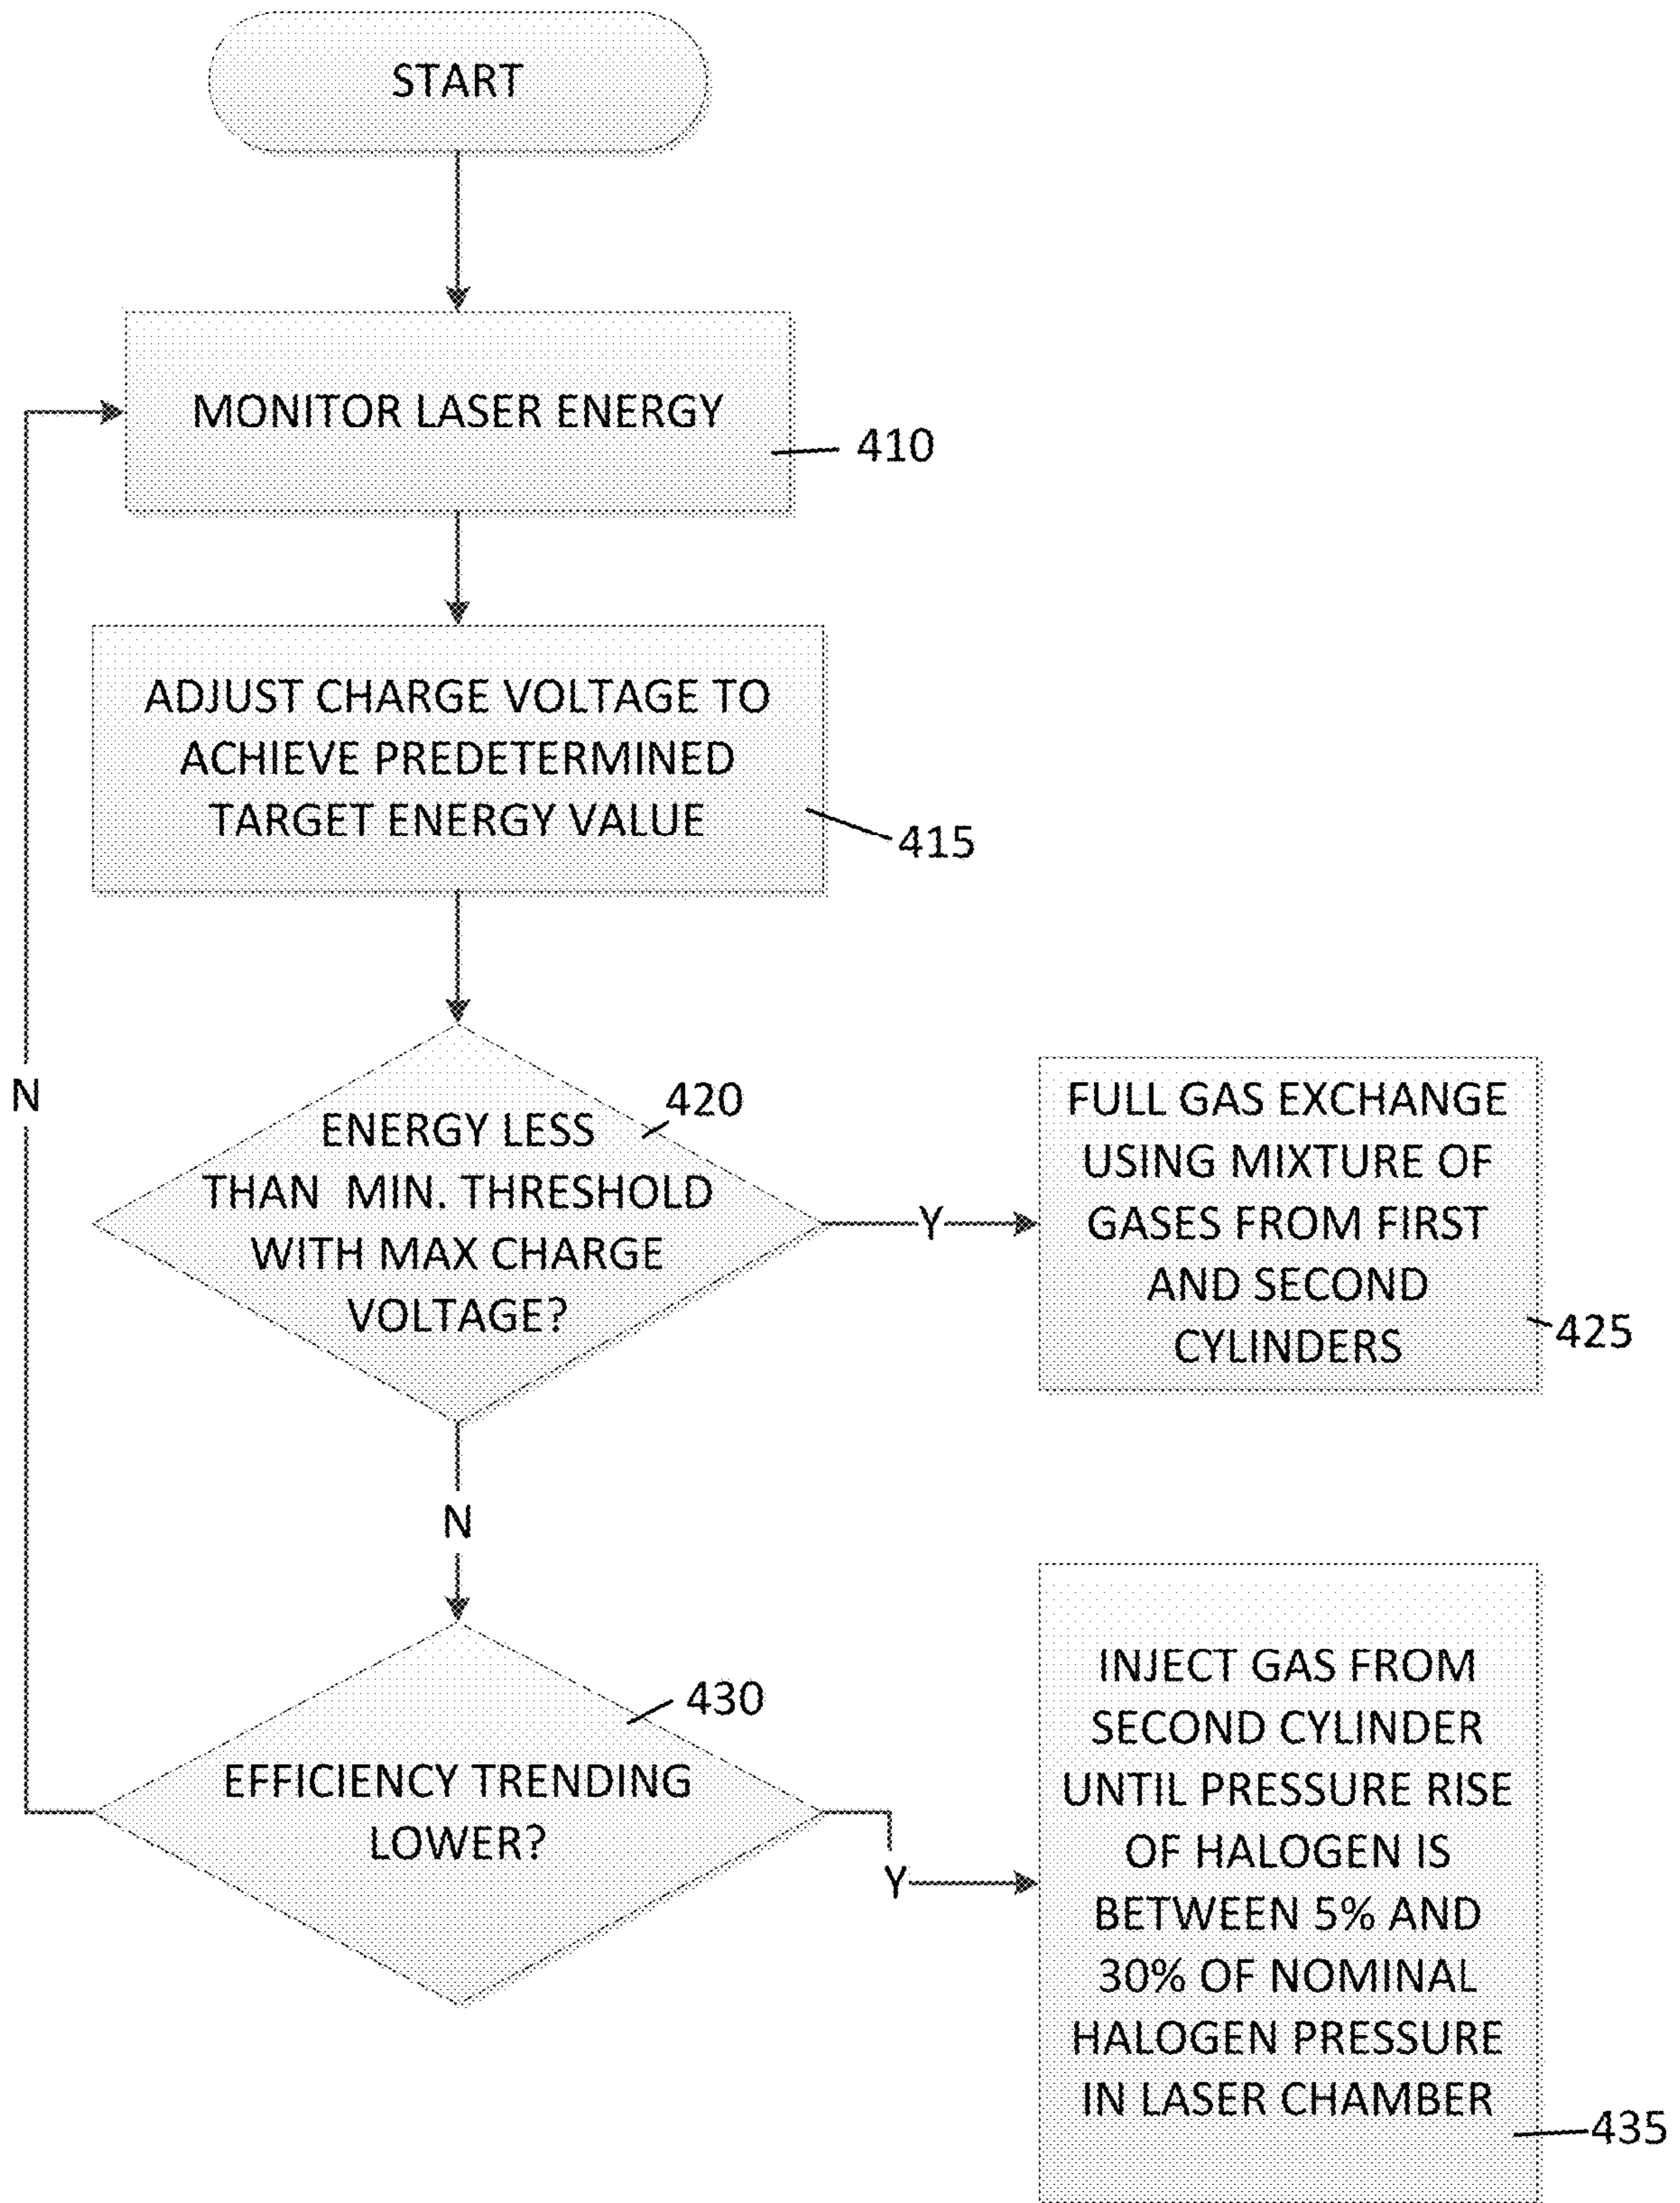 START
MONITOR LASER ENERGY
410
ADJUST CHARGE VOLTAGE TO
ACHIEVE PREDETERMINED
TARGET ENERGY VALUE
415
N
420
ENERGY LESS
THAN MIN. THRESHOLD
WITH MAX CHARGE
VOLTAGE?
Y
FULL GAS EXCHANGE
USING MIXTURE OF
GASES FROM FIRST
AND SECOND
CYLINDERS
425
N
430
EFFICIENCY TRENDING
LOWER?
Y
INJECT GAS FROM
SECOND CYLINDER
UNTIL PRESSURE RISE
OF HALOGEN IS
BETWEEN 5% AND
30% OF NOMINAL
HALOGEN PRESSURE
IN LASER CHAMBER
435